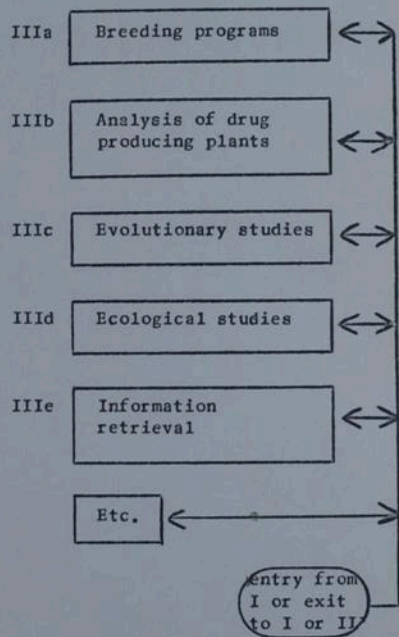 IIIa Breeding programs
IIIb Analysis of drug
producing plants
IIIc Evolutionary studies
IIId Ecological studies
IIIe Information
retrieval
Etc.
entry from
I or exit
to I or II